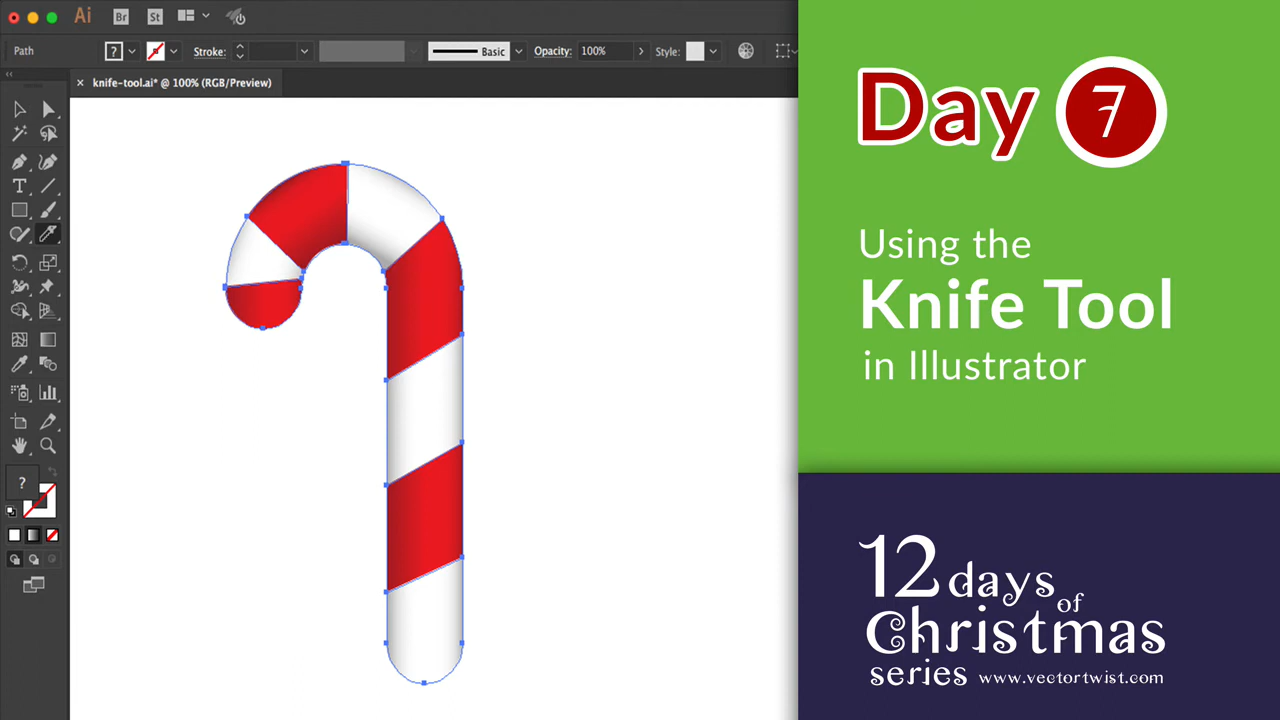 Ai Br St
Path ? Stroke: Basic Opacity: 100% Style:
× knife-tool.ai* @ 100% (RGB/Preview)
T
?
Day 7
Using the
Knife Tool
in Illustrator
12 days
of
Christmas
series www.vectortwist.com